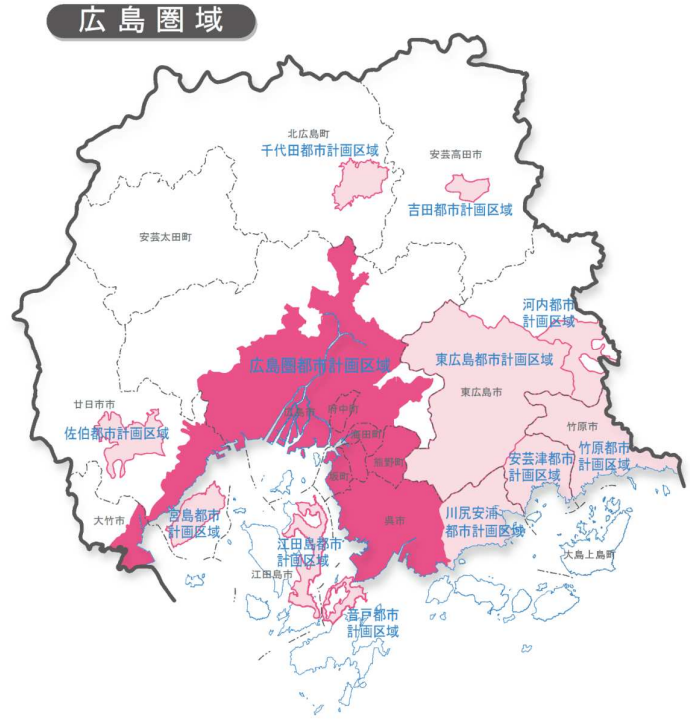 広島圏域
北広島町
千代田都市計画区域
安芸高田市
吉田都市計画区域
安芸太田町
河内都市
計画区域
広島圏都市計画区域
東広島都市計画区域
東広島市
廿日市市
佐伯都市計画区域
広島市
府中町
海田町
竹原市
竹原都市
計画区域
安芸津都市
計画区域
熊野町
坂町
大竹市
宮島都市
計画区域
呉市
川尻安浦
都市計画区域
江田島都市
計画区域
江田島市
大島上島町
音戸都市
計画区域